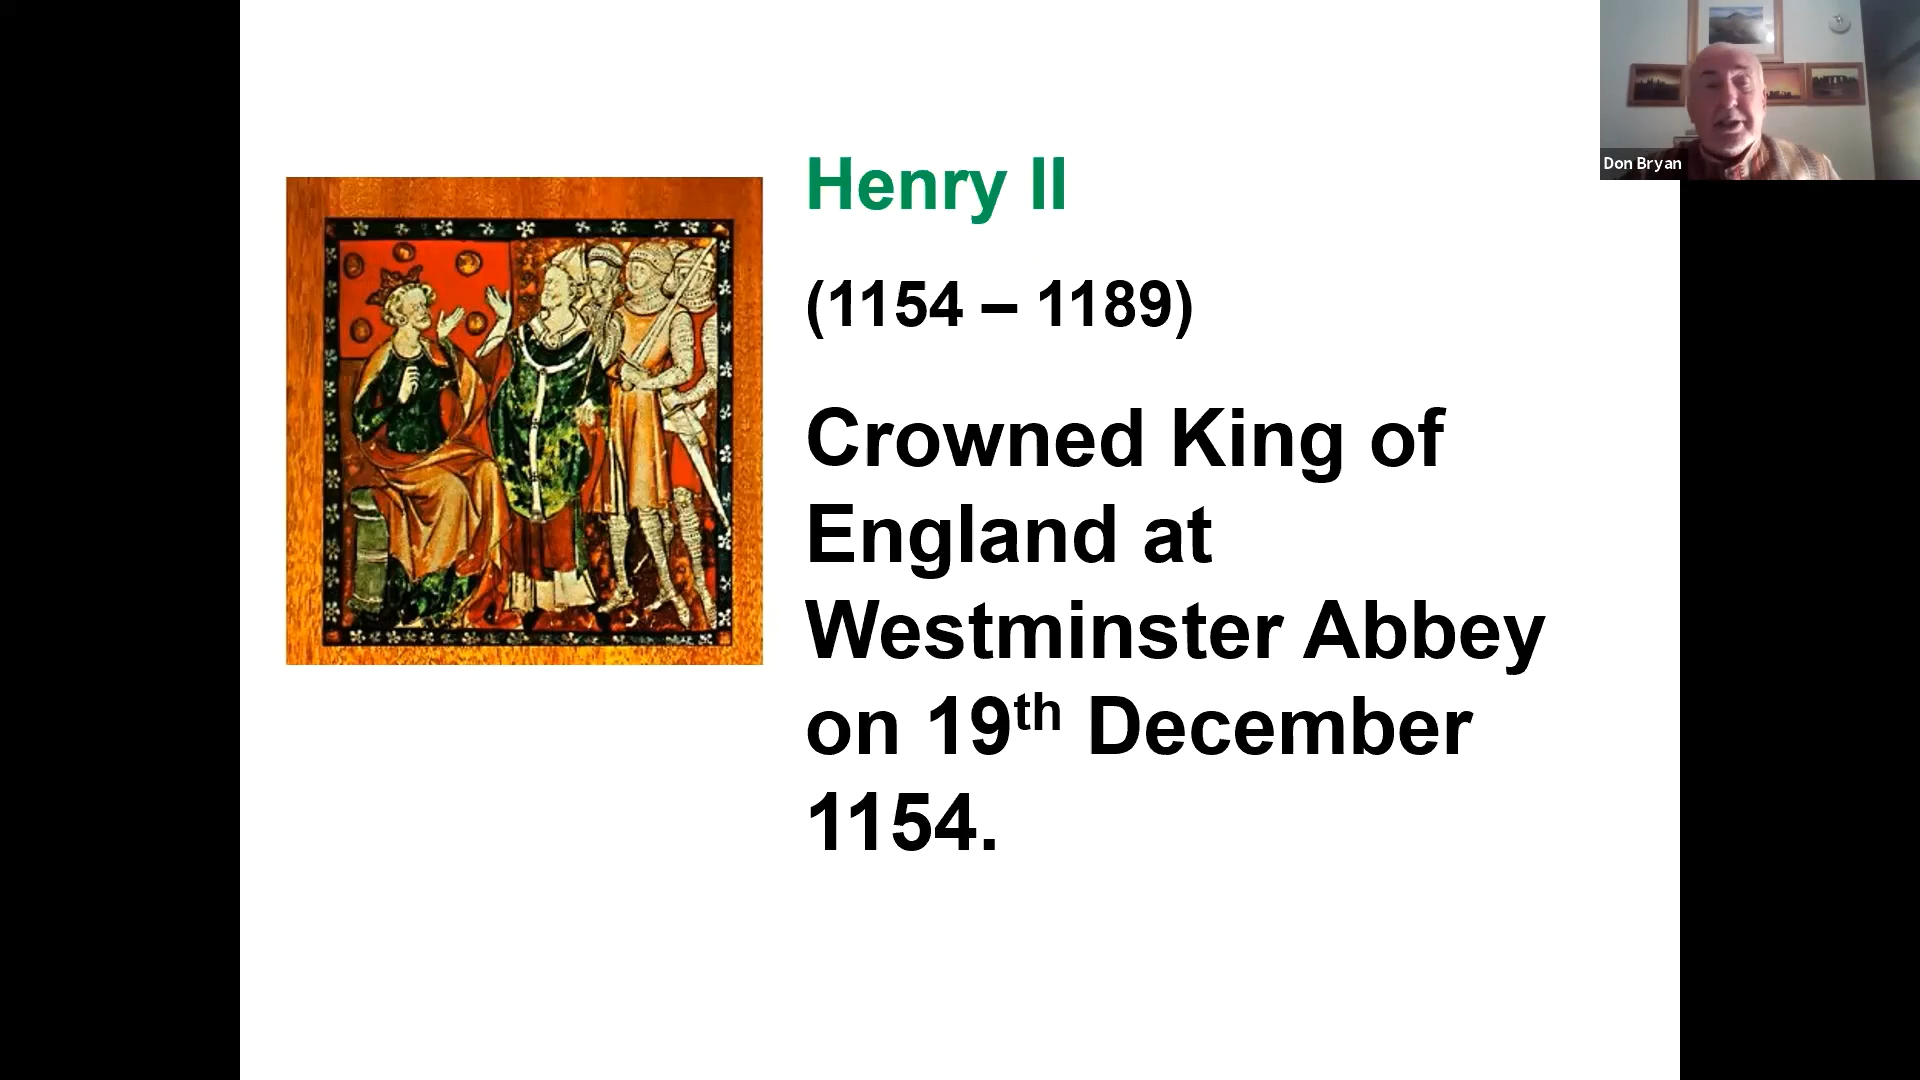 Henry II
(1154 – 1189)
Crowned King of
England at
Westminster Abbey
on 19th December
1154.
Don Bryan